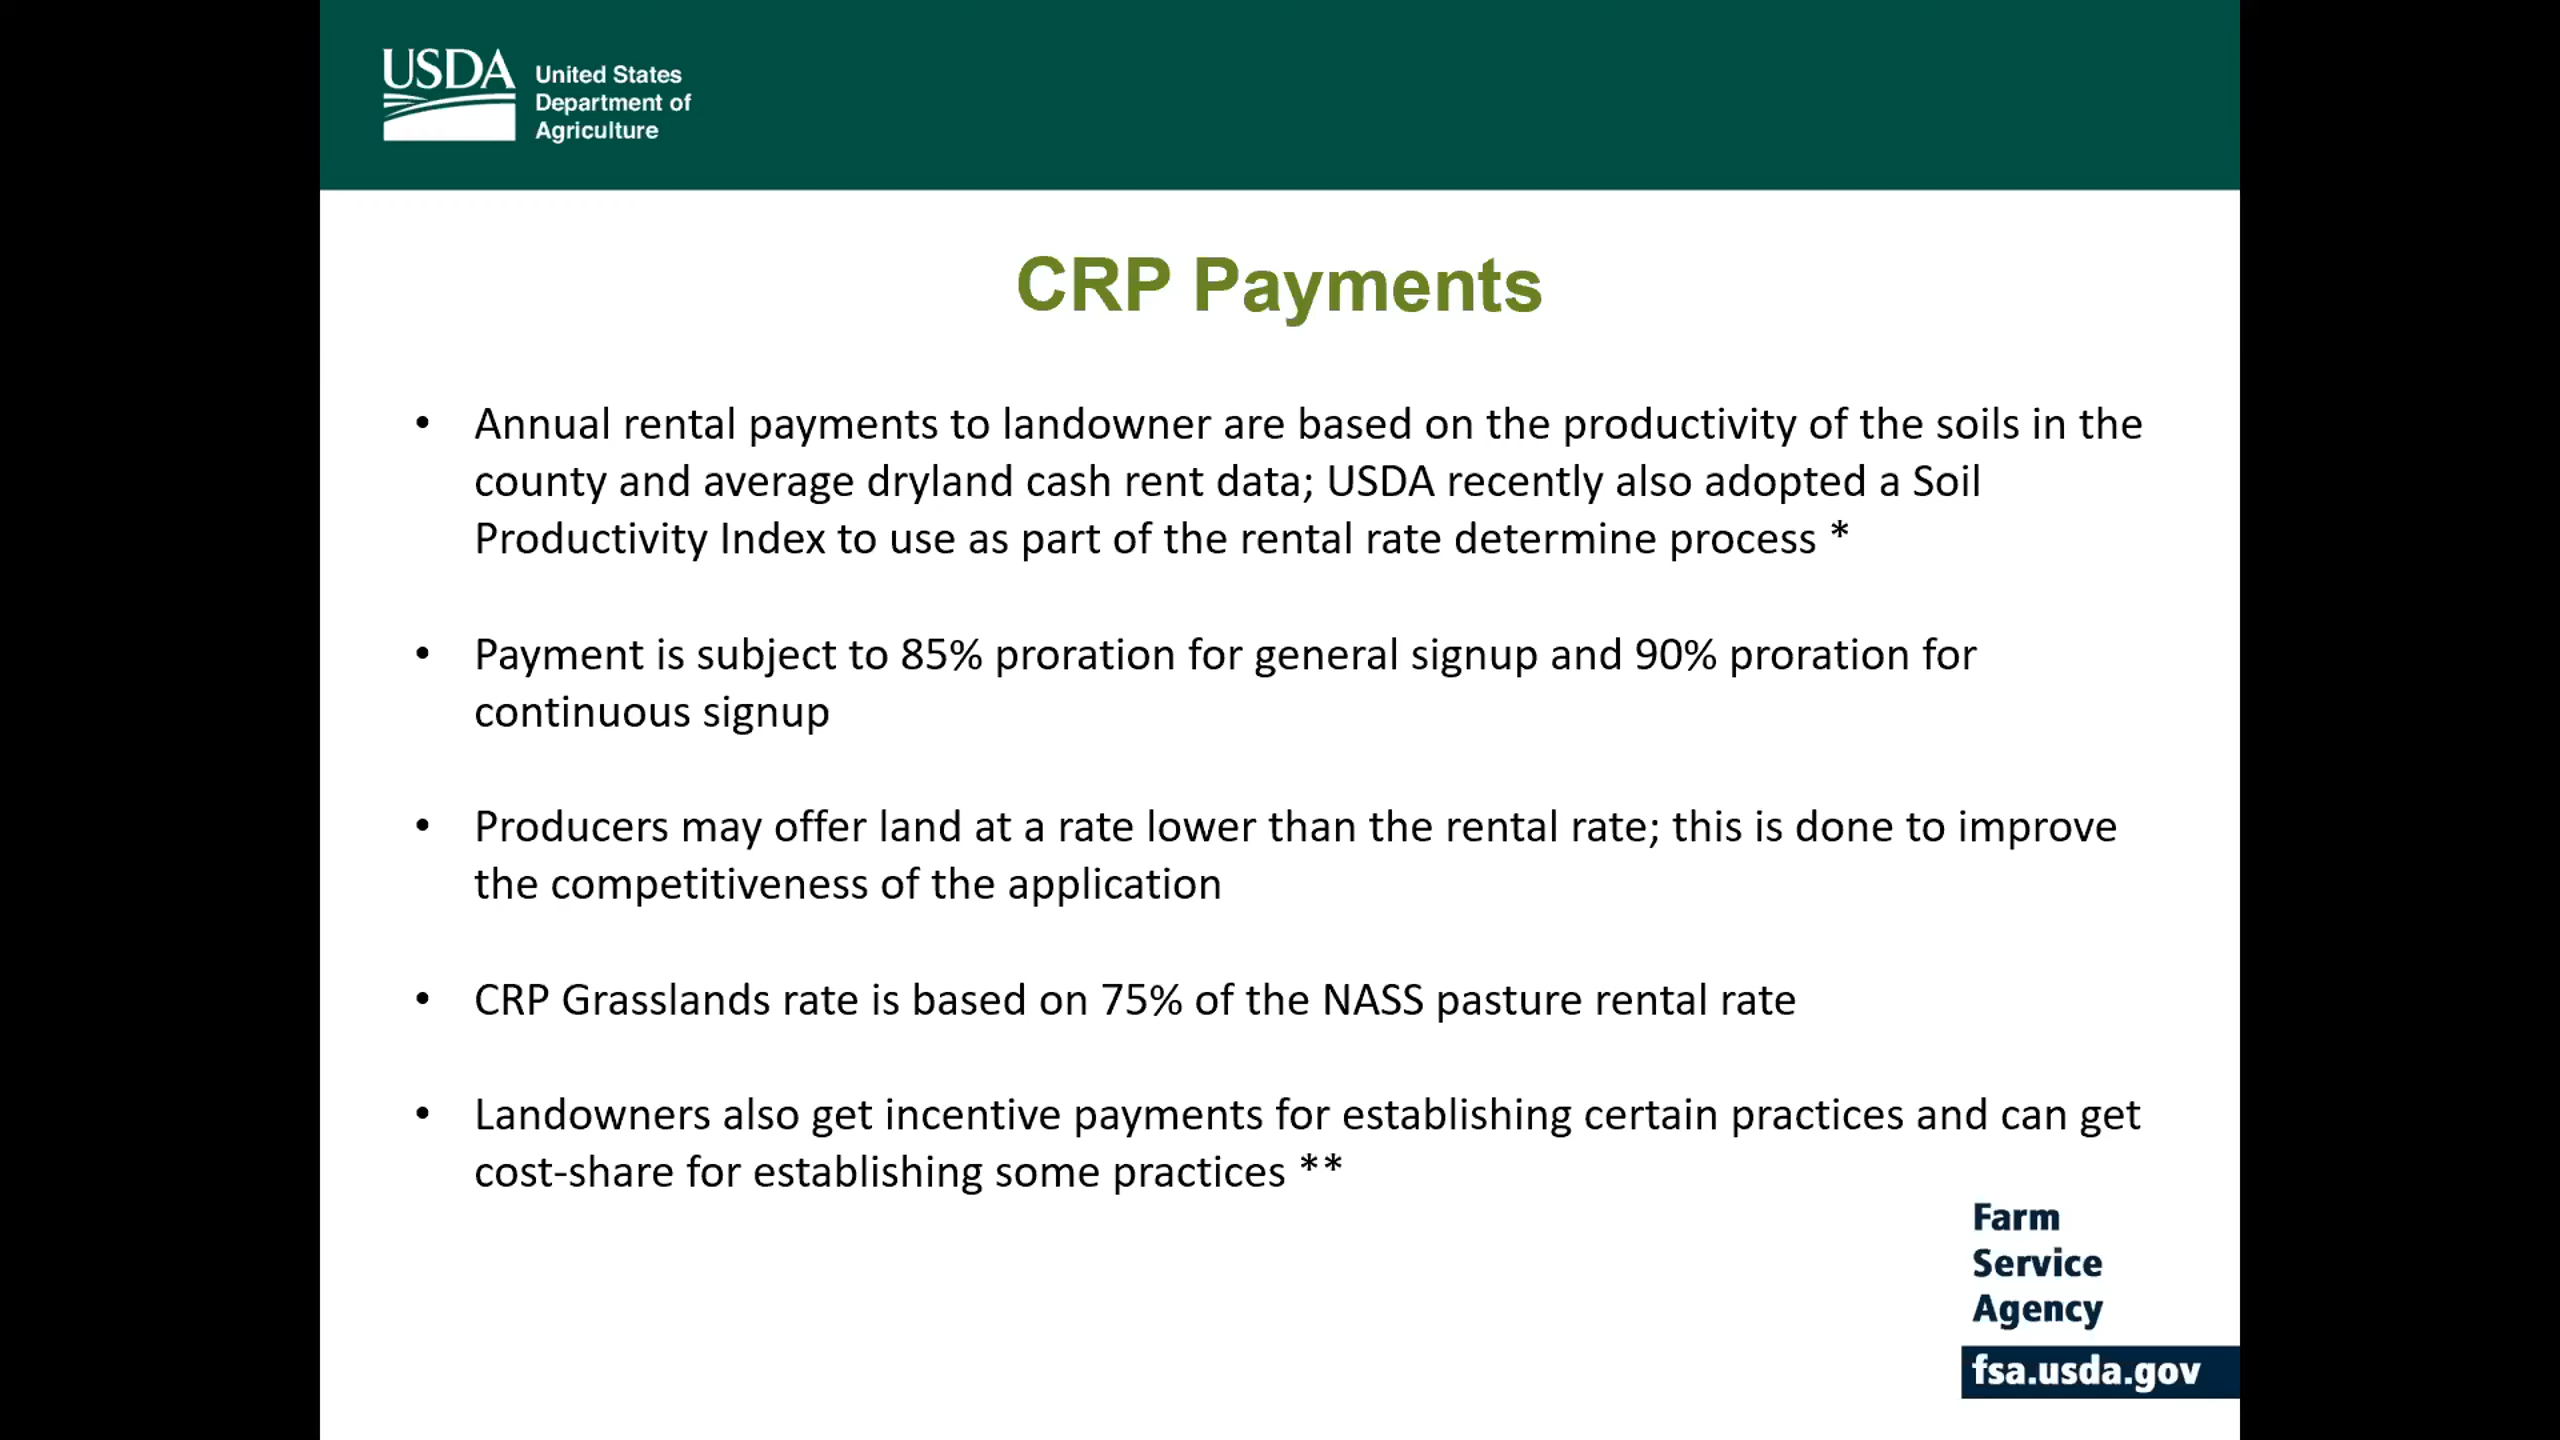 USDA
United States
Department of
Agriculture
CRP Payments
• Annual rental payments to landowner are based on the productivity of the soils in the
county and average dryland cash rent data; USDA recently also adopted a Soil
Productivity Index to use as part of the rental rate determine process *
• Payment is subject to 85% proration for general signup and 90% proration for
continuous signup
• Producers may offer land at a rate lower than the rental rate; this is done to improve
the competitiveness of the application
• CRP Grasslands rate is based on 75% of the NASS pasture rental rate
• Landowners also get incentive payments for establishing certain practices and can get
cost-share for establishing some practices **
Farm
Service
Agency
fsa.usda.gov